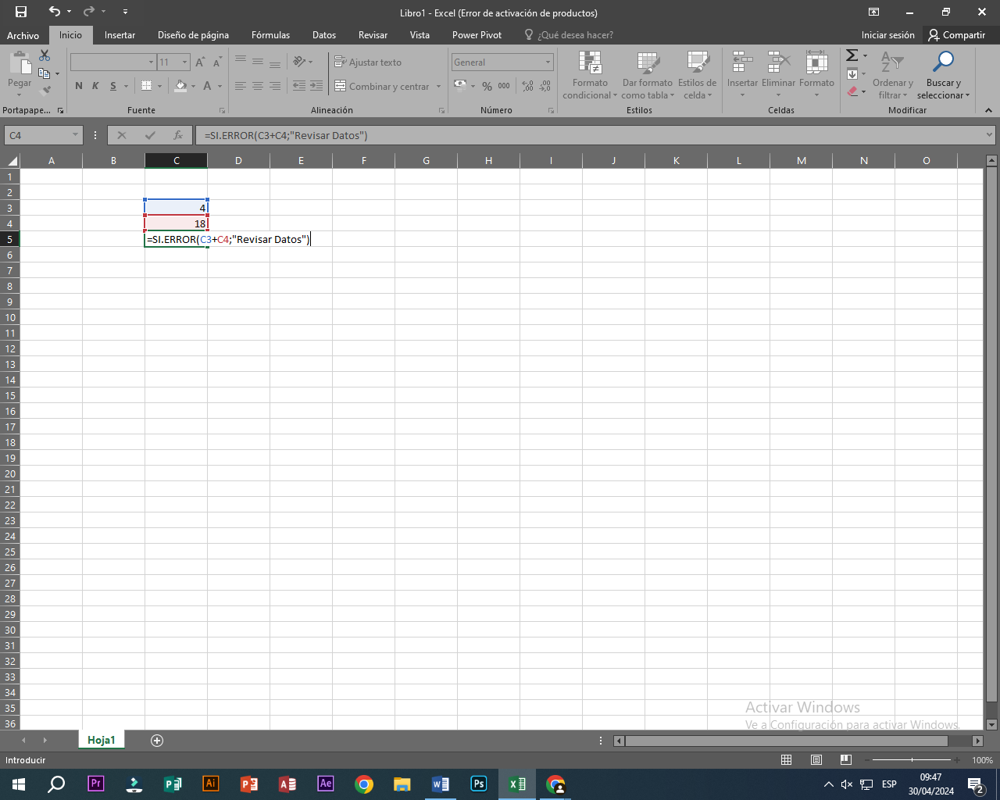 Libro1 - Excel (Error de activación de productos)
Archivo Inicio Insertar Diseño de página Fórmulas Datos Revisar Vista Power Pivot ¿Qué desea hacer? Iniciar sesión Compartir
Pegar
N K S
11 A A
A
Ajustar texto
Combinar y centrar
General
% 000
Formato condicional
Dar formato como tabla
Estilos de celda
Insertar Eliminar Formato
Ordenar y filtrar
Buscar y seleccionar
Portapape... Fuente Alineación Número Estilos Celdas Modificar
C4 fx =SI.ERROR(C3+C4;"Revisar Datos")
A B C D E F G H I J K L M N O
1
2
3 4
4 18
5 =SI.ERROR(C3+C4;"Revisar Datos")
6
7
8
9
10
11
12
13
14
15
16
17
18
19
20
21
22
23
24
25
26
27
28
29
30
31
32
33
34
35
36
Activar Windows
Ve a Configuración para activar Windows.
Hoja1
Introducir 100%
Pr Ai Ae Ps
ESP
09:47
30/04/2024
2